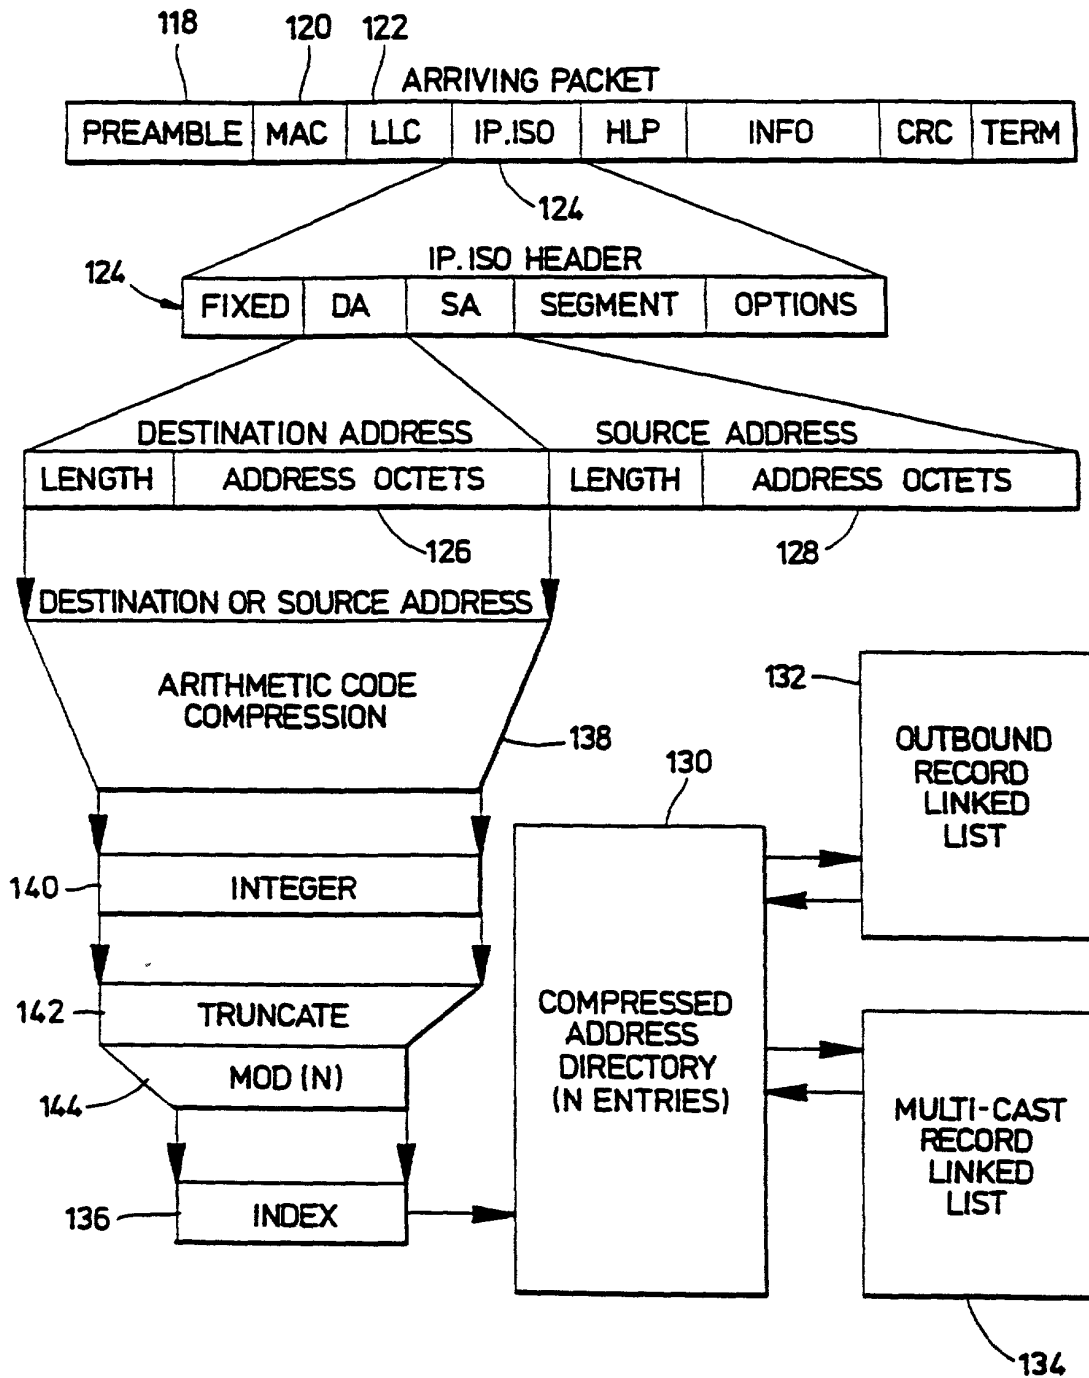 118 120 122
ARRIVING PACKET
PREAMBLE MAC LLC IP.ISO HLP INFO CRC TERM
124
IP.ISO HEADER
124
FIXED DA SA SEGMENT OPTIONS
DESTINATION ADDRESS SOURCE ADDRESS
LENGTH ADDRESS OCTETS LENGTH ADDRESS OCTETS
126 128
DESTINATION OR SOURCE ADDRESS
ARITHMETIC CODE
COMPRESSION
138
140
INTEGER
142
TRUNCATE
144
MOD (N)
136
INDEX
130
COMPRESSED
ADDRESS
DIRECTORY
(N ENTRIES)
132
OUTBOUND
RECORD
LINKED
LIST
MULTI-CAST
RECORD
LINKED
LIST
134